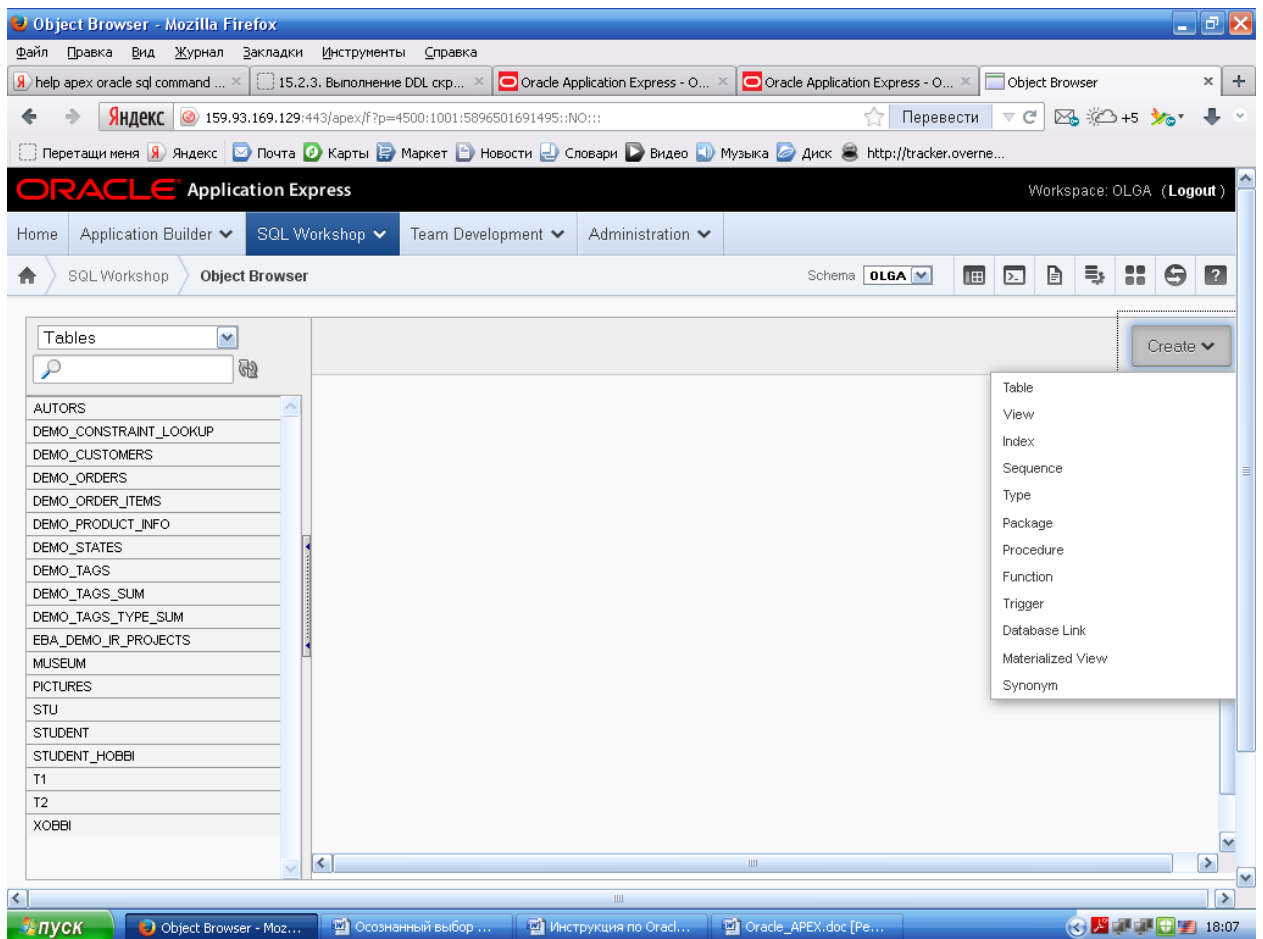 Object Browser - Mozilla Firefox
Файл Правка Вид Журнал Закладки Инструменты Справка
help apex oracle sql command ... 15.2.3. Выполнение DDL скр... Oracle Application Express - O... Oracle Application Express - O... Object Browser
Яндекс 159.93.169.129:443/apex/f?p=4500:1001:5896501691495::NO::: Перевести +5
Перетащи меня Яндекс Почта Карты Маркет Новости Словари Видео Музыка Диск http://tracker.overne...
ORACLE Application Express Workspace: OLGA (Logout)
Home Application Builder SQL Workshop Team Development Administration
SQL Workshop Object Browser Schema OLGA
Tables
Create
AUTORS
DEMO_CONSTRAINT_LOOKUP
DEMO_CUSTOMERS
DEMO_ORDERS
DEMO_ORDER_ITEMS
DEMO_PRODUCT_INFO
DEMO_STATES
DEMO_TAGS
DEMO_TAGS_SUM
DEMO_TAGS_TYPE_SUM
EBA_DEMO_IR_PROJECTS
MUSEUM
PICTURES
STU
STUDENT
STUDENT_HOBBI
T1
T2
XOBBI
Table
View
Index
Sequence
Type
Package
Procedure
Function
Trigger
Database Link
Materialized View
Synonym
пуск Object Browser - Moz... Осознанный выбор ... Инструкция по Oracl... Oracle_APEX.doc [Ре... 18:07